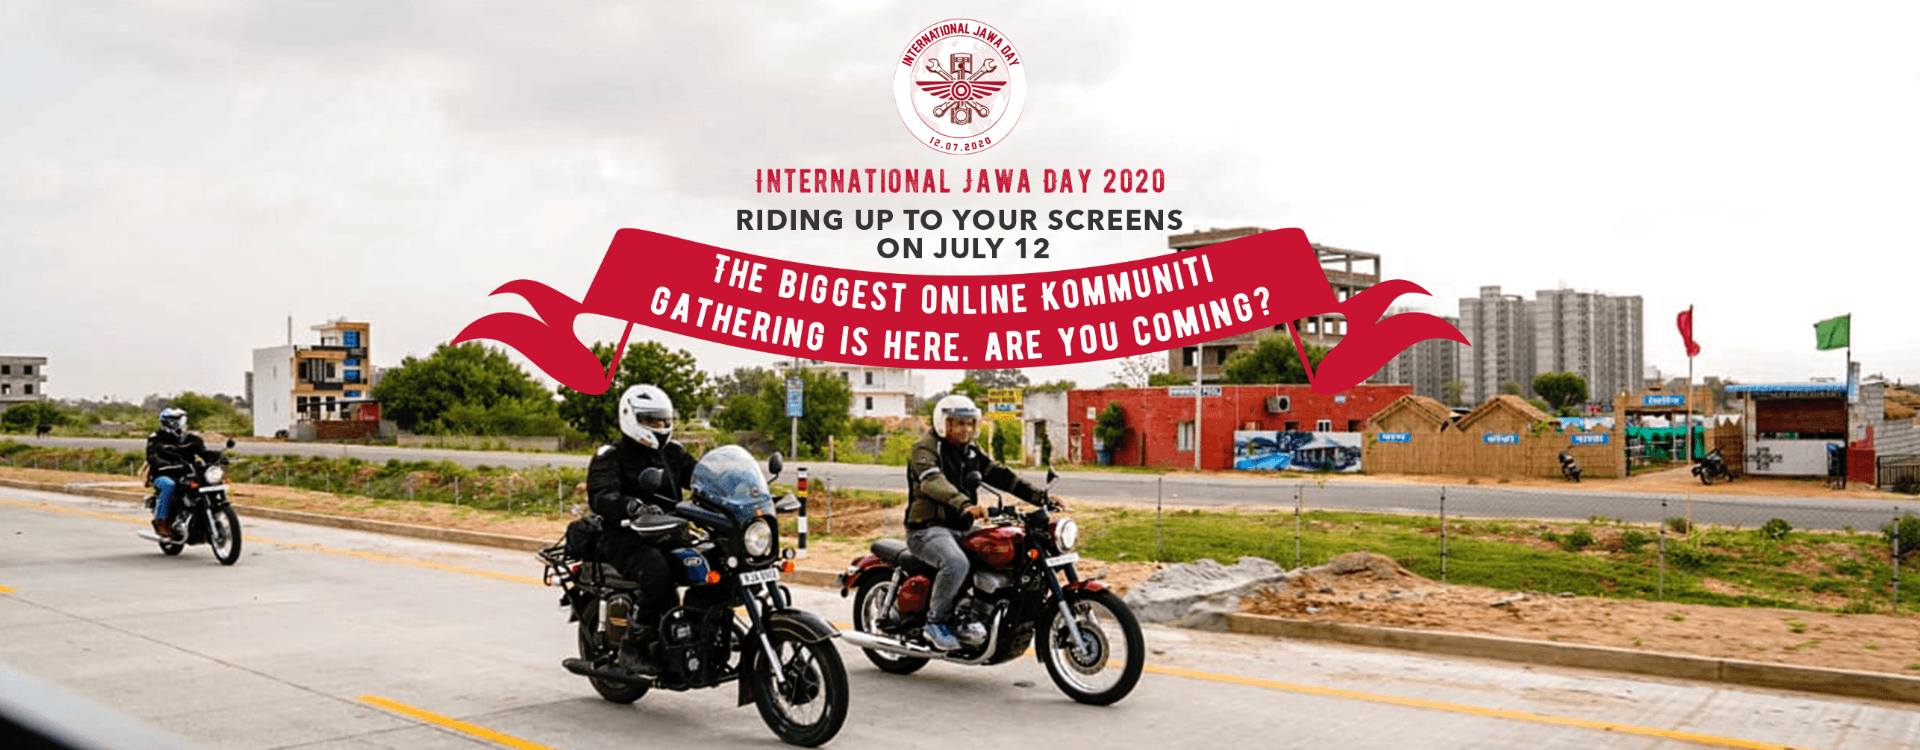 INTERNATIONAL JAWA DAY
12.07.2020
INTERNATIONAL JAWA DAY 2020
RIDING UP TO YOUR SCREENS
ON JULY 12
THE BIGGEST ONLINE KOMMUNITI
GATHERING IS HERE. ARE YOU COMING?